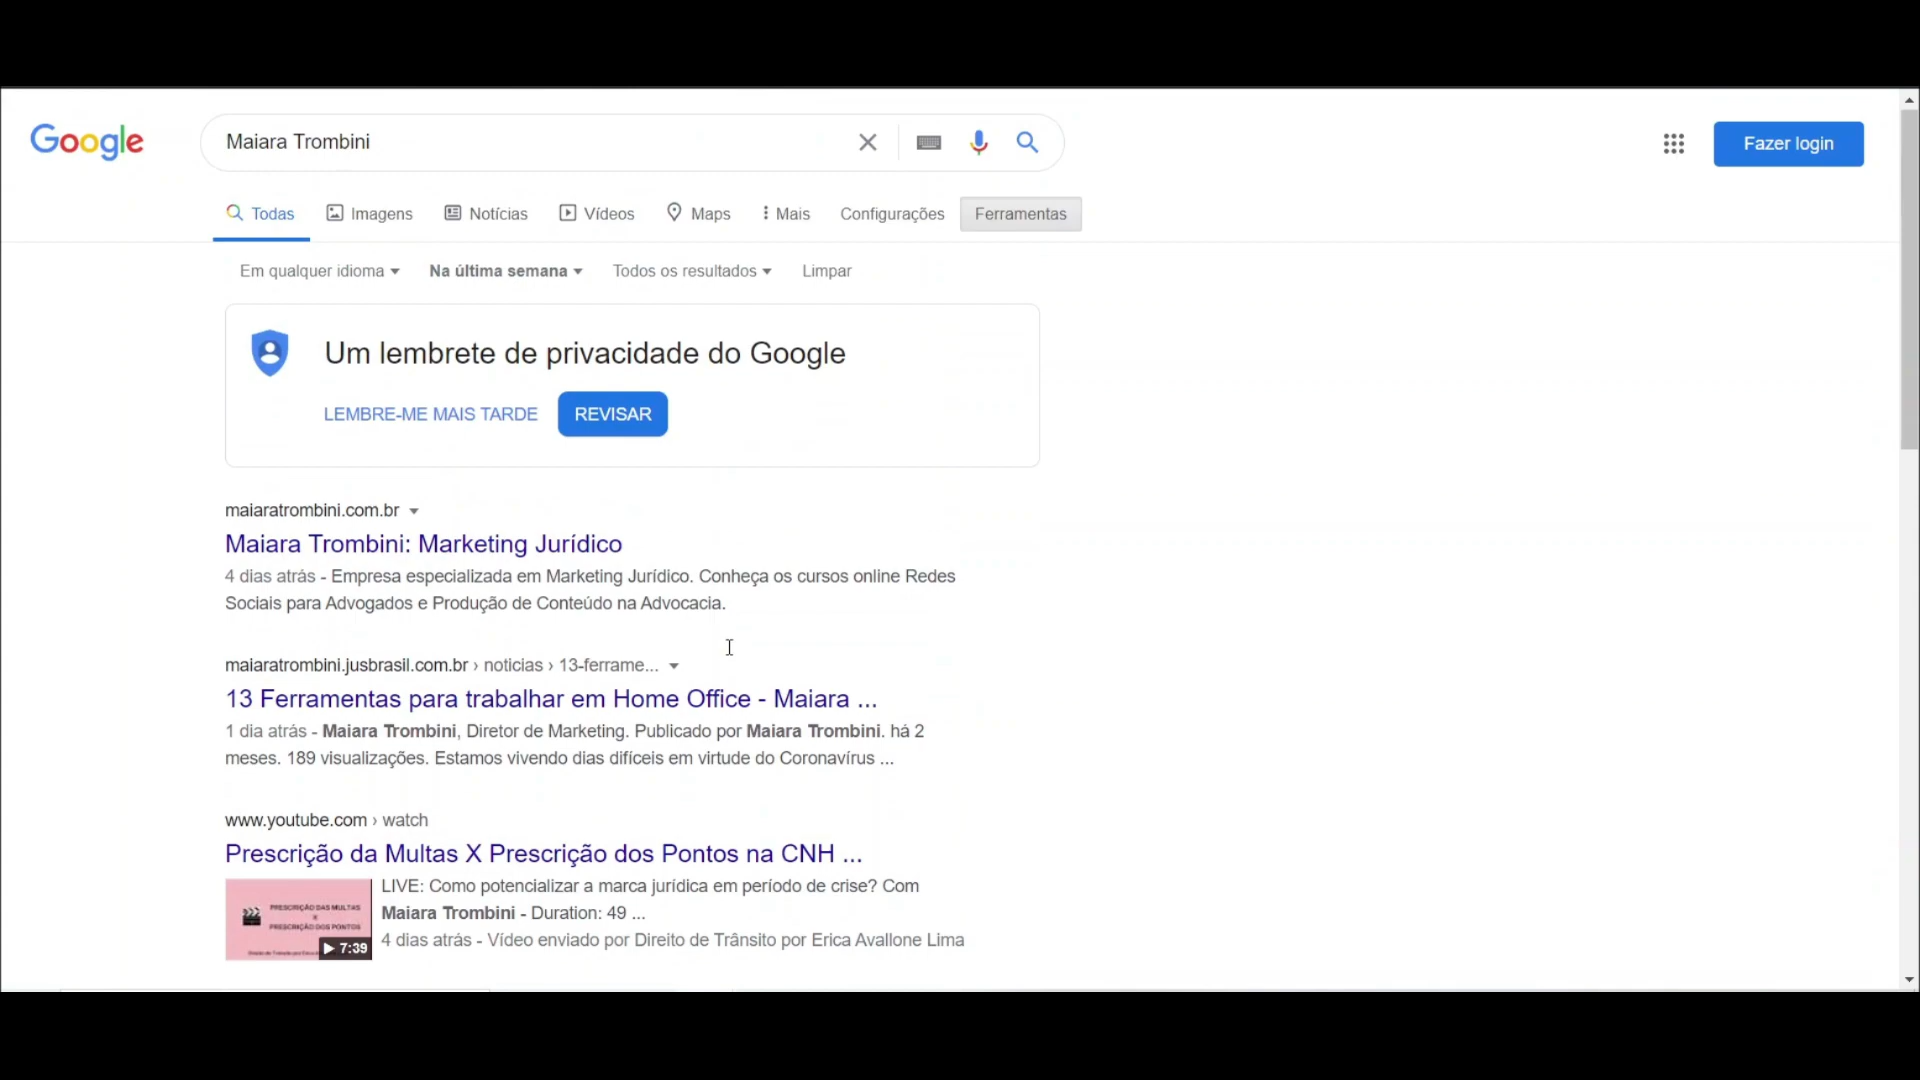 Google
Maiara Trombini
Fazer login
Todas Imagens Notícias Vídeos Maps Mais Configurações Ferramentas
Em qualquer idioma Na última semana Todos os resultados Limpar
Um lembrete de privacidade do Google
LEMBRE-ME MAIS TARDE REVISAR
maiaratrombini.com.br
Maiara Trombini: Marketing Jurídico
4 dias atrás - Empresa especializada em Marketing Jurídico. Conheça os cursos online Redes
Sociais para Advogados e Produção de Conteúdo na Advocacia.
maiaratrombini.jusbrasil.com.br › noticias › 13-ferrame...
13 Ferramentas para trabalhar em Home Office - Maiara ...
1 dia atrás - Maiara Trombini, Diretor de Marketing. Publicado por Maiara Trombini. há 2
meses. 189 visualizações. Estamos vivendo dias difíceis em virtude do Coronavírus ...
www.youtube.com › watch
Prescrição da Multas X Prescrição dos Pontos na CNH ...
PRESCRIÇÃO DAS MULTAS
X
PRESCRIÇÃO DOS PONTOS
7:39
LIVE: Como potencializar a marca jurídica em período de crise? Com
Maiara Trombini - Duration: 49 ...
4 dias atrás - Vídeo enviado por Direito de Trânsito por Erica Avallone Lima